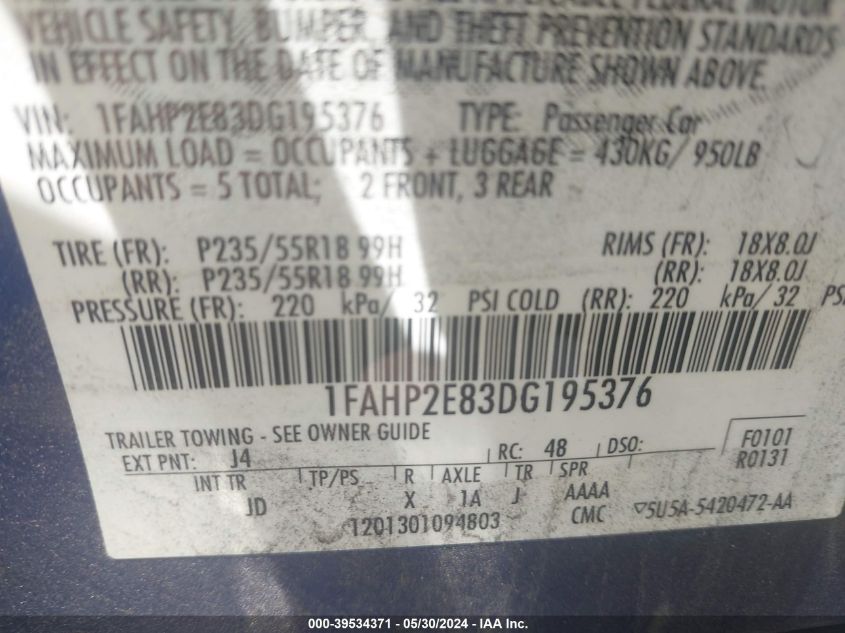 VEHICLE SAFETY, BUMPER, AND THEFT PREVENTION STANDARDS
IN EFFECT ON THE DATE OF MANUFACTURE SHOWN ABOVE.
VIN: 1FAHP2E83DG195376 TYPE: Passenger Car
MAXIMUM LOAD = OCCUPANTS + LUGGAGE = 430KG/ 950LB
OCCUPANTS = 5 TOTAL; 2 FRONT, 3 REAR
TIRE (FR): P235/55R18 99H RIMS (FR): 18X8.0J
(RR): P235/55R18 99H (RR): 18X8.0J
PRESSURE (FR): 220 kPa/ 32 PSI COLD (RR): 220 kPa/ 32 PSI
1FAHP2E83DG195376
TRAILER TOWING - SEE OWNER GUIDE
EXT PNT: J4 RC: 48 DSO: F0101
R0131
INT TR TP/PS R AXLE TR SPR
JD X 1A J AAAA
1201301094803 CMC ▽5U5A-5420472-AA
000-39534371 - 05/30/2024 - IAA Inc.